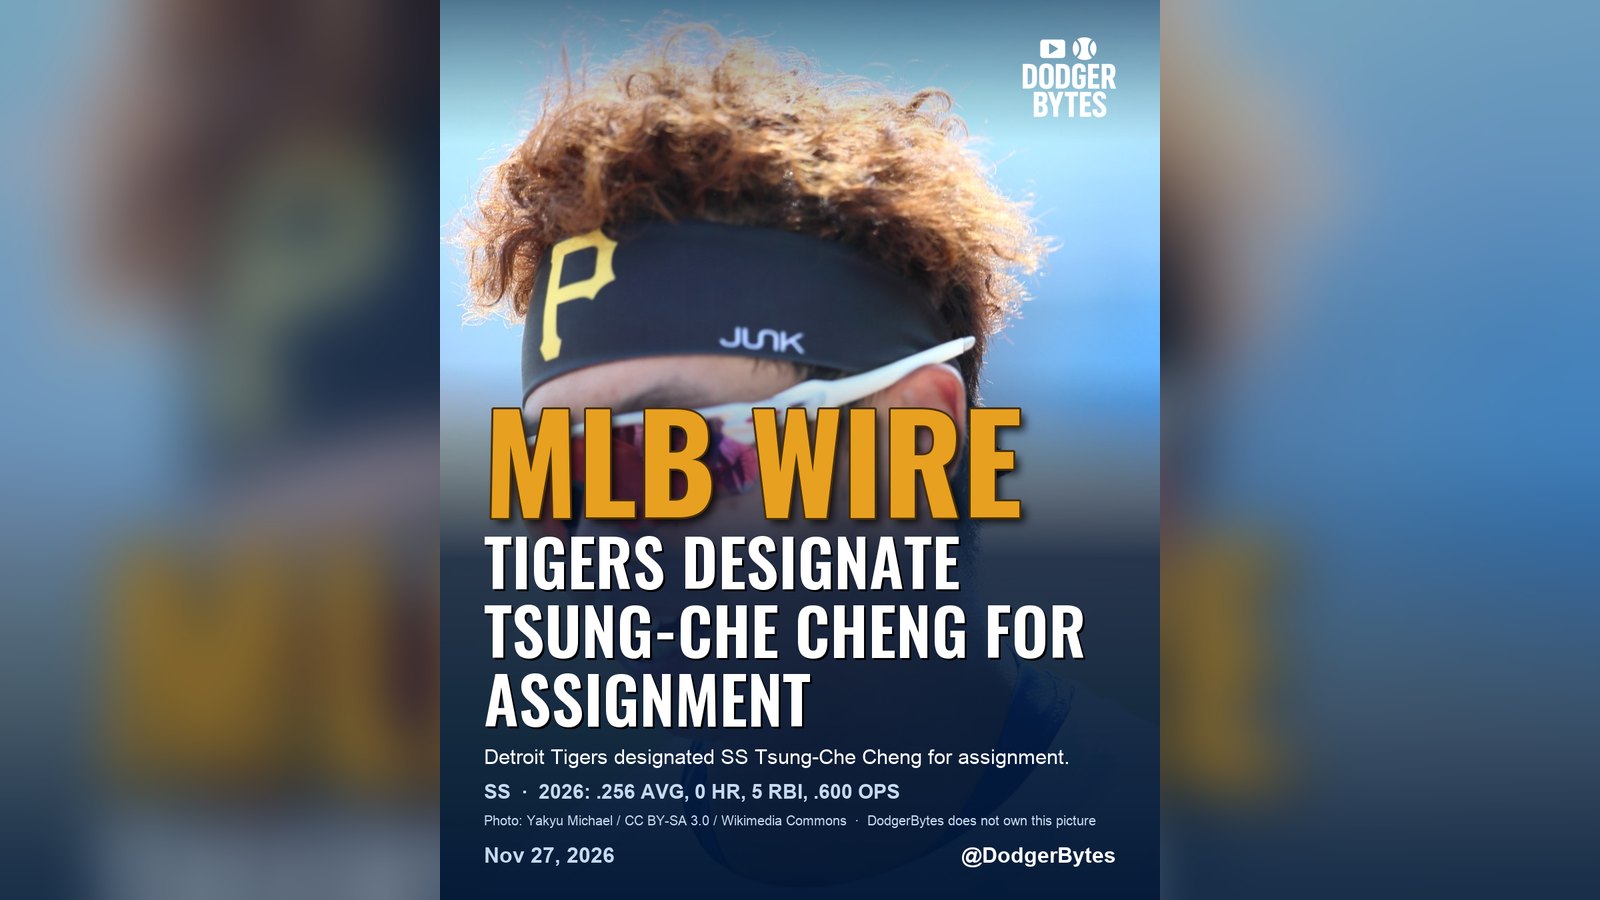 DODGER
BYTES
P
JUNK
MLB WIRE
TIGERS DESIGNATE
TSUNG-CHE CHENG FOR
ASSIGNMENT
Detroit Tigers designated SS Tsung-Che Cheng for assignment.
SS · 2026: .256 AVG, 0 HR, 5 RBI, .600 OPS
Photo: Yakyu Michael / CC BY-SA 3.0 / Wikimedia Commons · DodgerBytes does not own this picture
Nov 27, 2026
@DodgerBytes